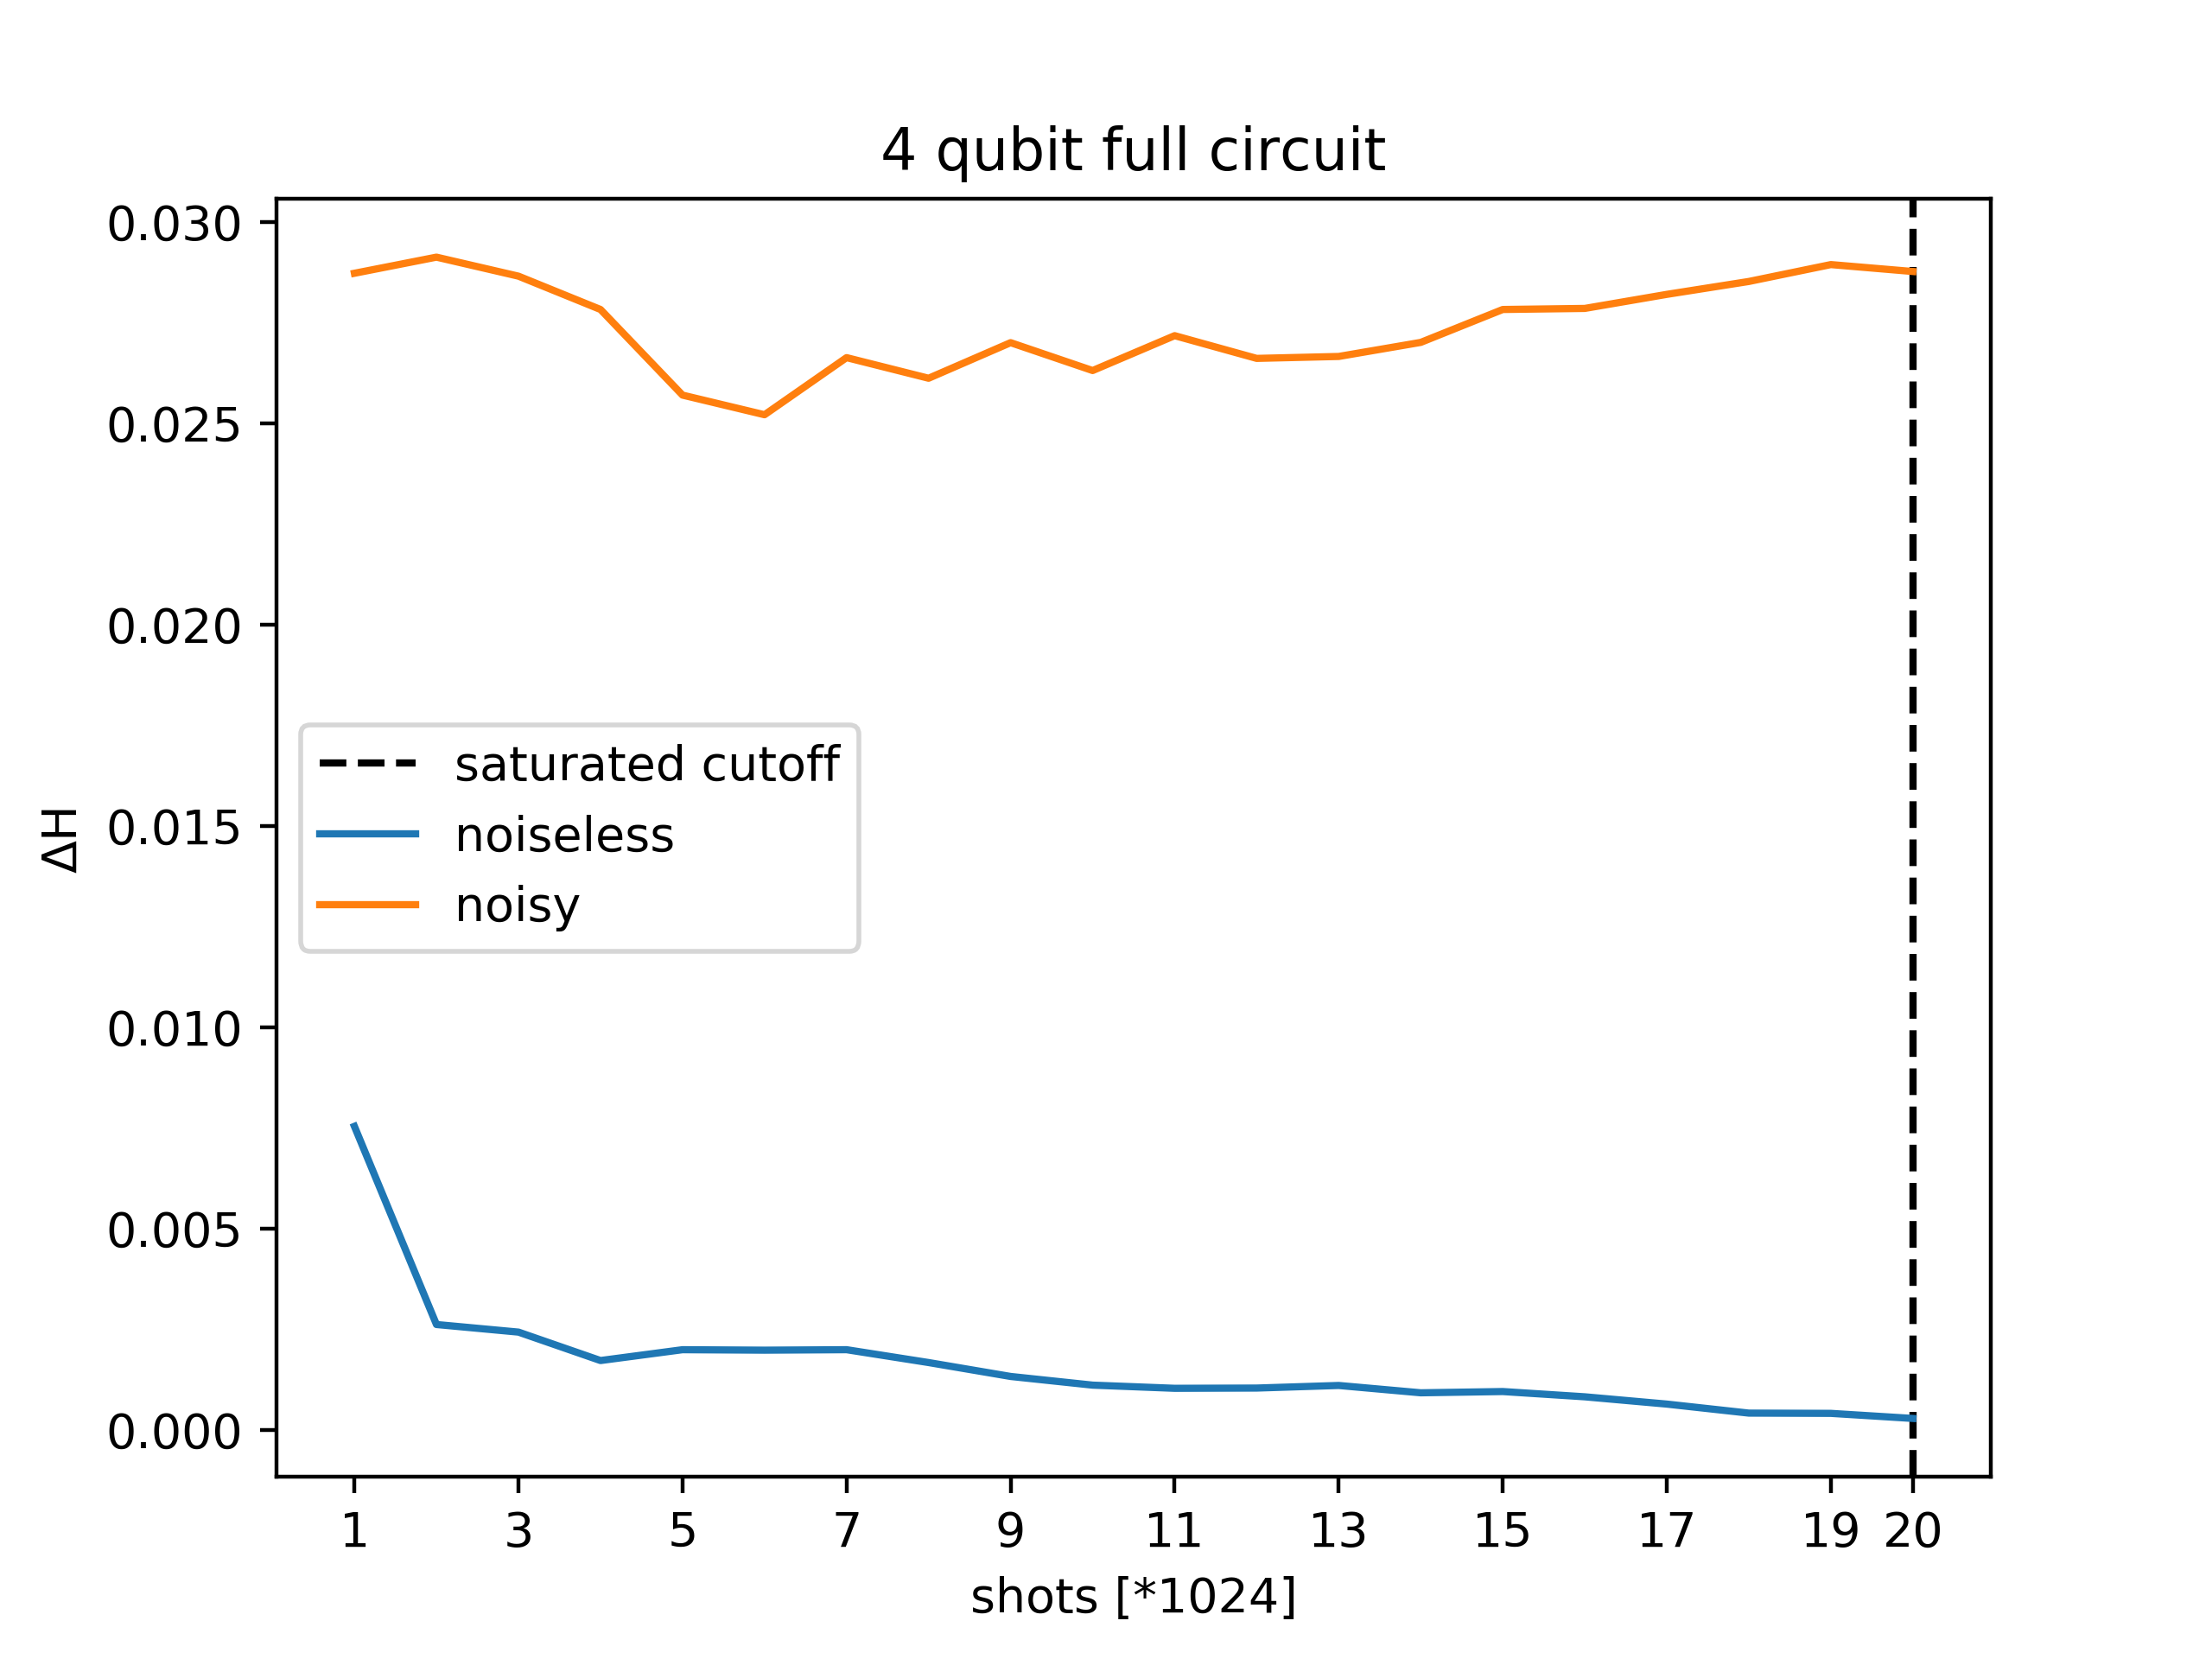 4 qubit full circuit
0.030
0.025
0.020
0.015
0.010
0.005
0.000
ΔH
saturated cutoff
noiseless
noisy
1 3 5 7 9 11 13 15 17 19 20
shots [*1024]